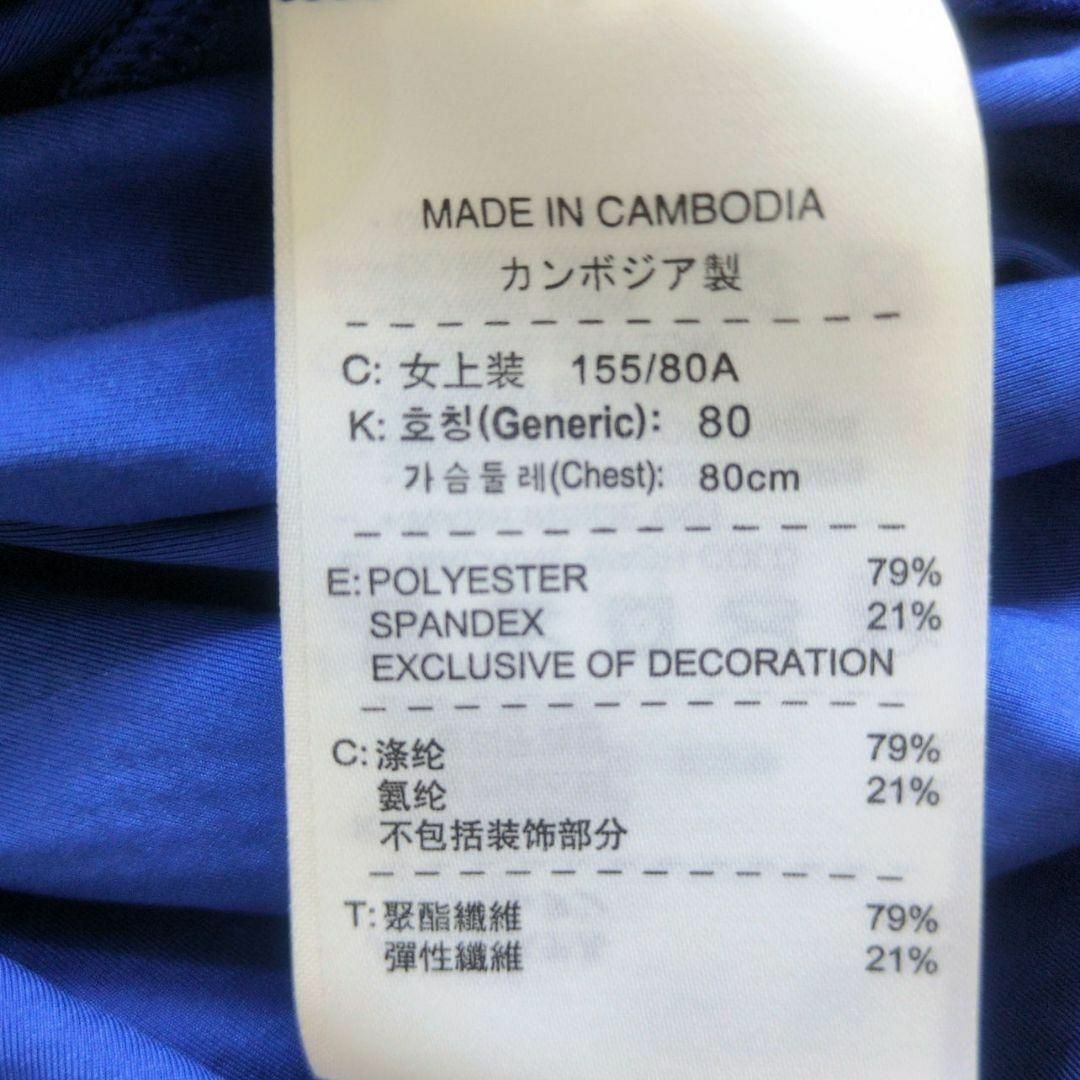 MADE IN CAMBODIA
カンボジア製
C: 女上装 155/80A
K: 호칭(Generic): 80
가슴둘레(Chest): 80cm
E: POLYESTER 79%
SPANDEX 21%
EXCLUSIVE OF DECORATION
C: 涤纶 79%
氨纶 21%
不包括装饰部分
T: 聚酯纖維 79%
彈性纖維 21%